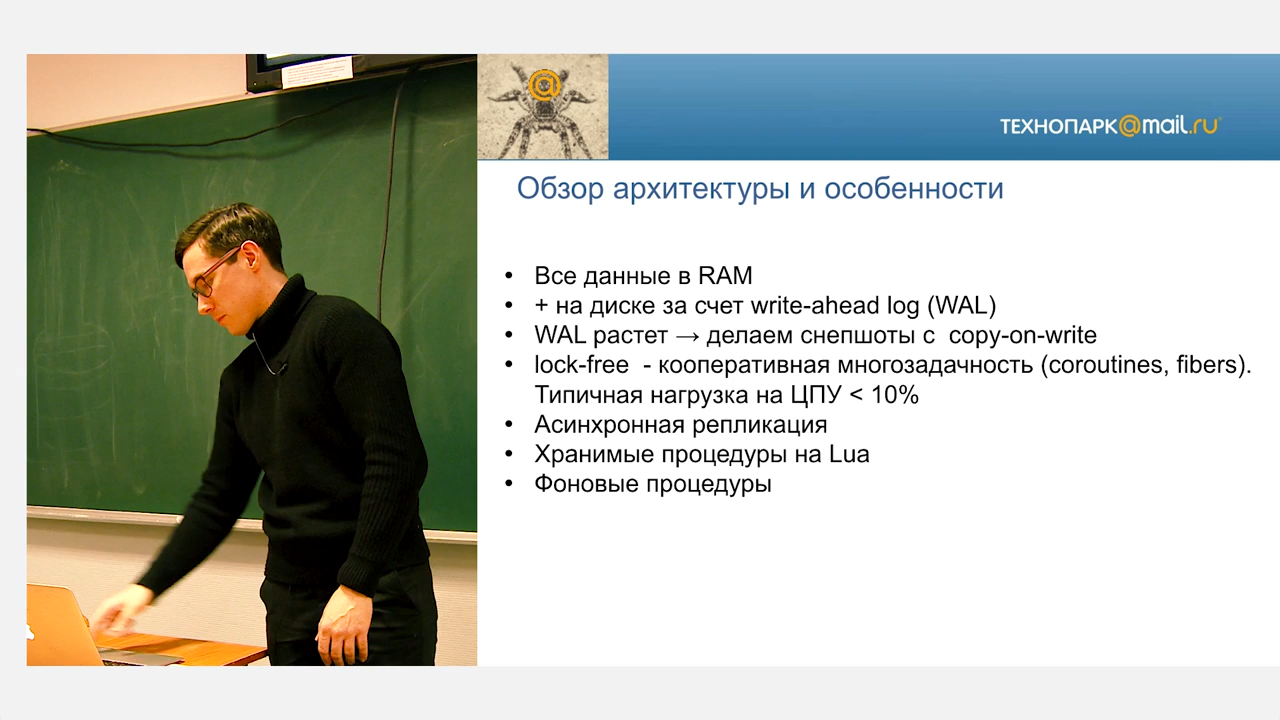 ТЕХНОПАРК@mail.ru
Обзор архитектуры и особенности
• Все данные в RAM
• + на диске за счет write-ahead log (WAL)
• WAL растет → делаем снепшоты с copy-on-write
• lock-free - кооперативная многозадачность (coroutines, fibers).
Типичная нагрузка на ЦПУ < 10%
• Асинхронная репликация
• Хранимые процедуры на Lua
• Фоновые процедуры